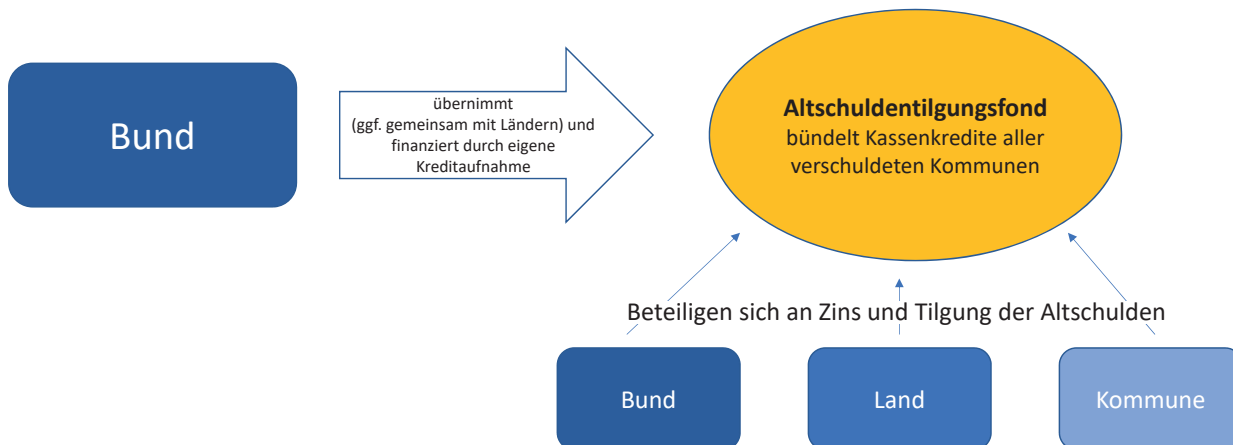 Bund
übernimmt
(ggf. gemeinsam mit Ländern) und
finanziert durch eigene
Kreditaufnahme
Altschuldentilgungsfond
bündelt Kassenkredite aller
verschuldeten Kommunen
Beteiligen sich an Zins und Tilgung der Altschulden
Bund
Land
Kommune